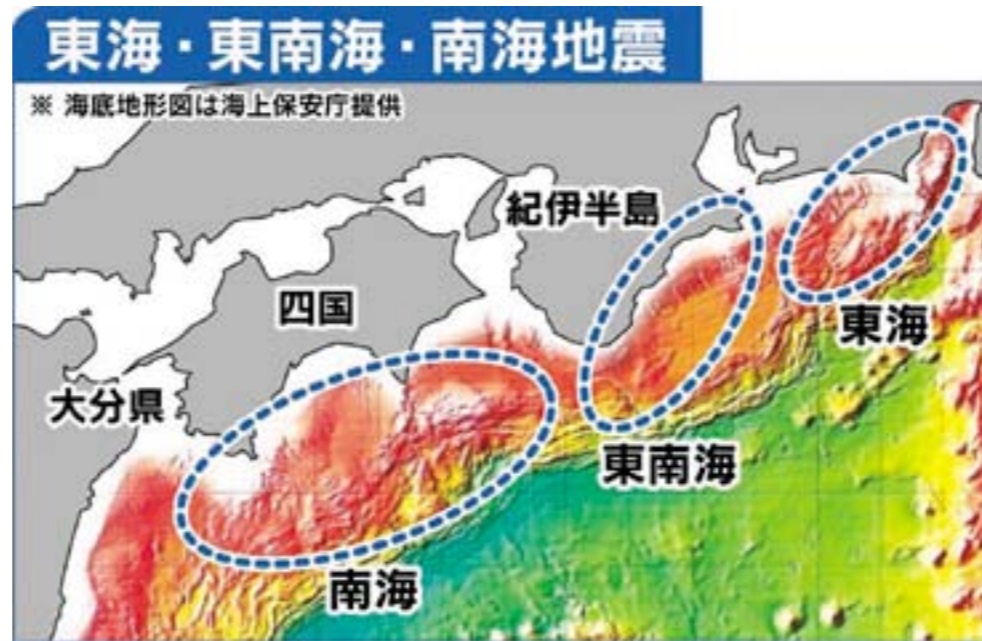 東海・東南海・南海地震
※ 海底地形図は海上保安庁提供
紀伊半島
四国
東海
大分県
東南海
南海